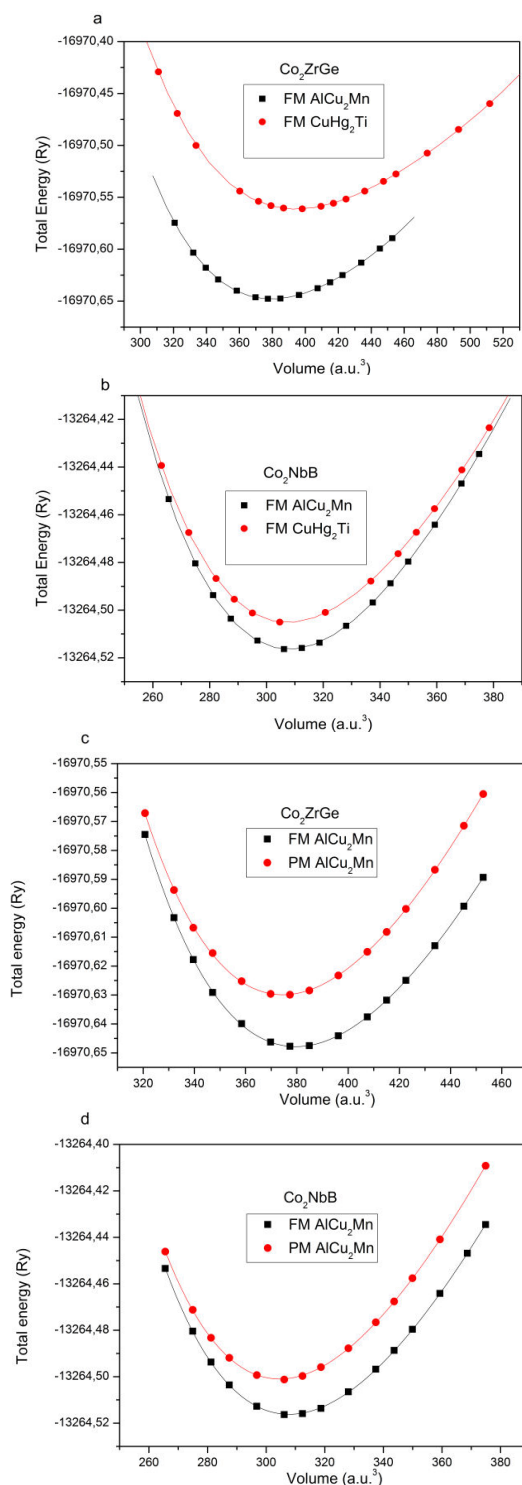 a
-16970,40
-16970,45
-16970,50
-16970,55
-16970,60
-16970,65
Total Energy (Ry)
Co2ZrGe
FM AlCu2Mn
FM CuHg2Ti
300 320 340 360 380 400 420 440 460 480 500 520
Volume (a.u.3)
b
-13264,42
-13264,44
-13264,46
-13264,48
-13264,50
-13264,52
Total Energy (Ry)
Co2NbB
FM AlCu2Mn
FM CuHg2Ti
260 280 300 320 340 360 380
Volume (a.u.3)
c
-16970,55
-16970,56
-16970,57
-16970,58
-16970,59
-16970,60
-16970,61
-16970,62
-16970,63
-16970,64
-16970,65
Total energy (Ry)
Co2ZrGe
FM AlCu2Mn
PM AlCu2Mn
320 340 360 380 400 420 440 460
Volume (a.u.3)
d
-13264,40
-13264,42
-13264,44
-13264,46
-13264,48
-13264,50
-13264,52
Total energy (Ry)
Co2NbB
FM AlCu2Mn
PM AlCu2Mn
260 280 300 320 340 360 380
Volume (a.u.3)